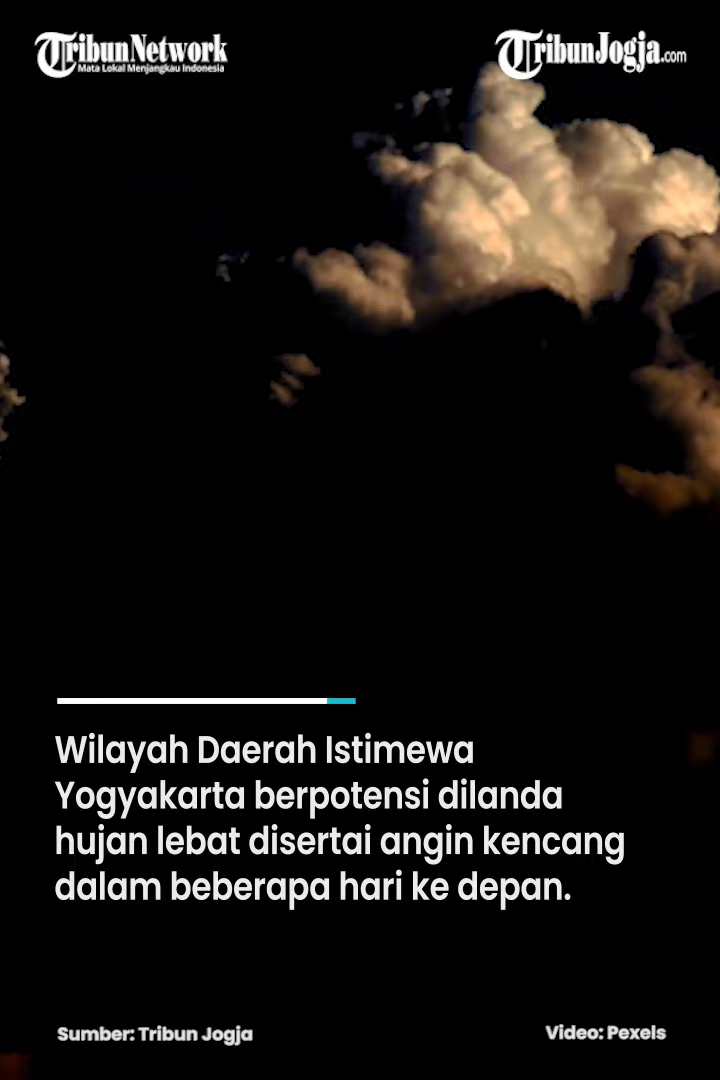 TribunNetwork
Mata Lokal Menjangkau Indonesia
TribunJogja.com
Wilayah Daerah Istimewa
Yogyakarta berpotensi dilanda
hujan lebat disertai angin kencang
dalam beberapa hari ke depan.
Sumber: Tribun Jogja
Video: Pexels